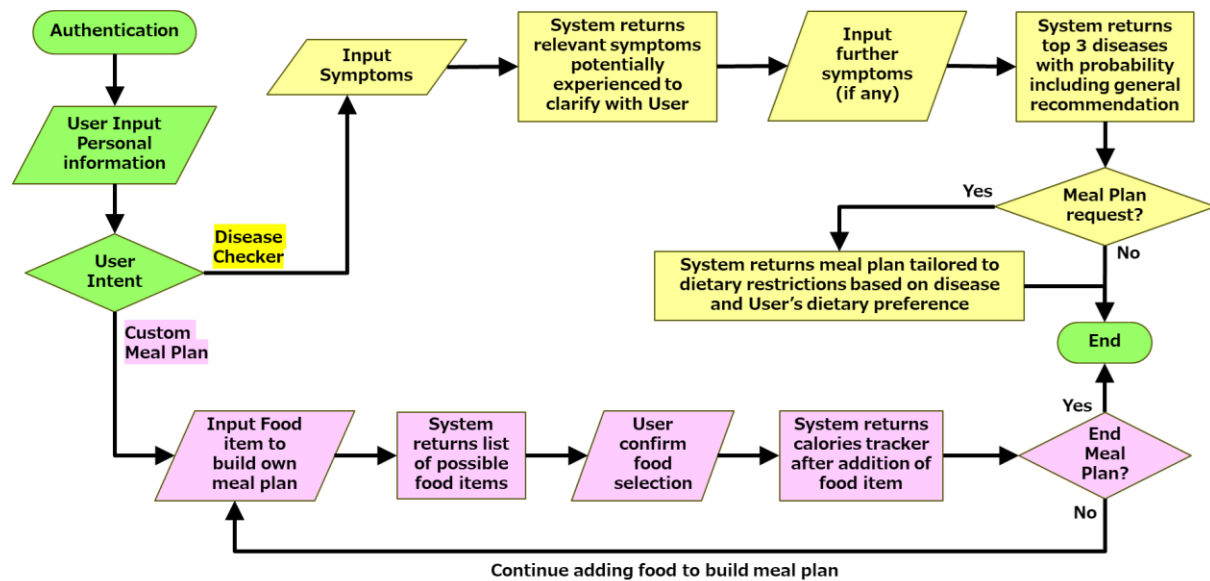 Authentication
User Input
Personal
information
User
Intent
Disease
Checker
Input
Symptoms
System returns
relevant symptoms
potentially
experienced to
clarify with User
Input
further
symptoms
(if any)
System returns
top 3 diseases
with probability
including general
recommendation
Meal Plan
request?
Yes
No
System returns meal plan tailored to
dietary restrictions based on disease
and User's dietary preference
End
Custom
Meal Plan
Input Food
item to
build own
meal plan
System
returns list
of possible
food items
User
confirm
food
selection
System returns
calories tracker
after addition of
food item
End
Meal
Plan?
Yes
No
Continue adding food to build meal plan